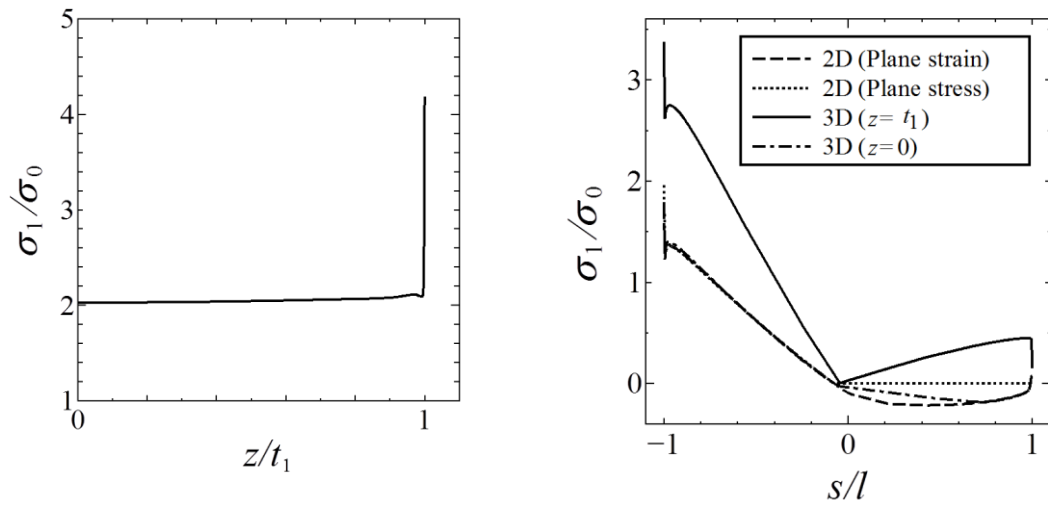 5
4
3
2
1
σ₁/σ₀
0
1
z/t₁
3
2
1
0
σ₁/σ₀
2D (Plane strain)
2D (Plane stress)
3D (z= t₁)
3D (z=0)
−1
0
1
s/l